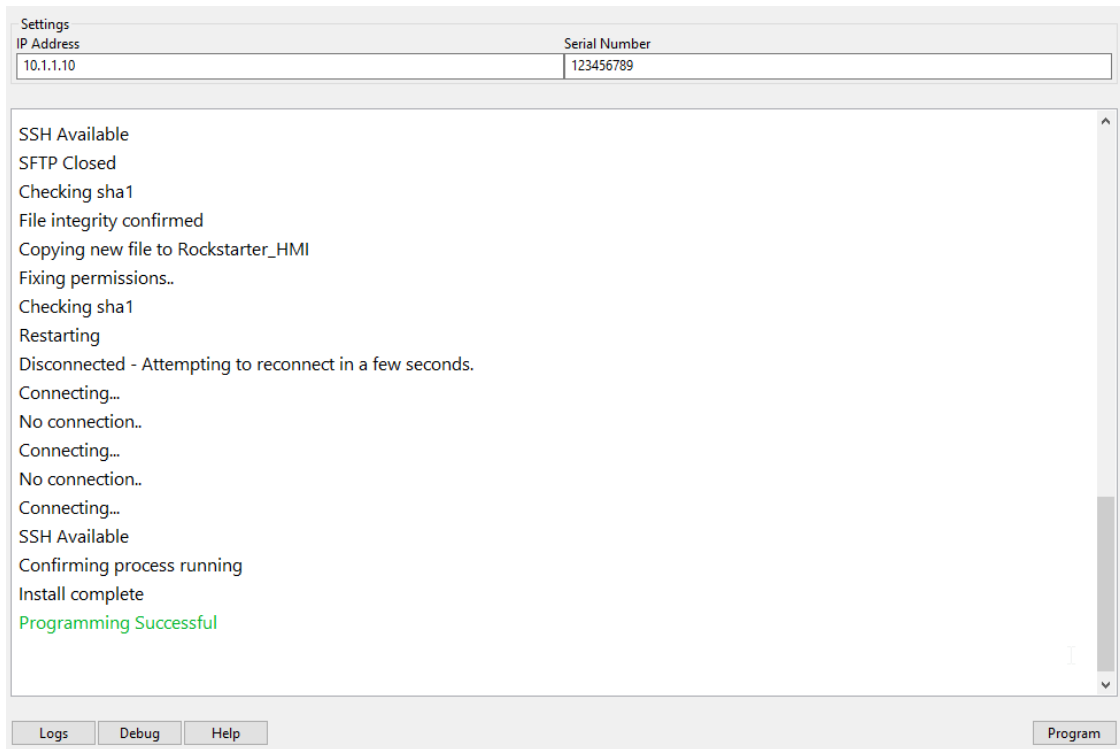 Settings
IP Address Serial Number
10.1.1.10 123456789
SSH Available
SFTP Closed
Checking sha1
File integrity confirmed
Copying new file to Rockstarter_HMI
Fixing permissions..
Checking sha1
Restarting
Disconnected - Attempting to reconnect in a few seconds.
Connecting...
No connection..
Connecting...
No connection..
Connecting...
SSH Available
Confirming process running
Install complete
Programming Successful
Logs Debug Help Program